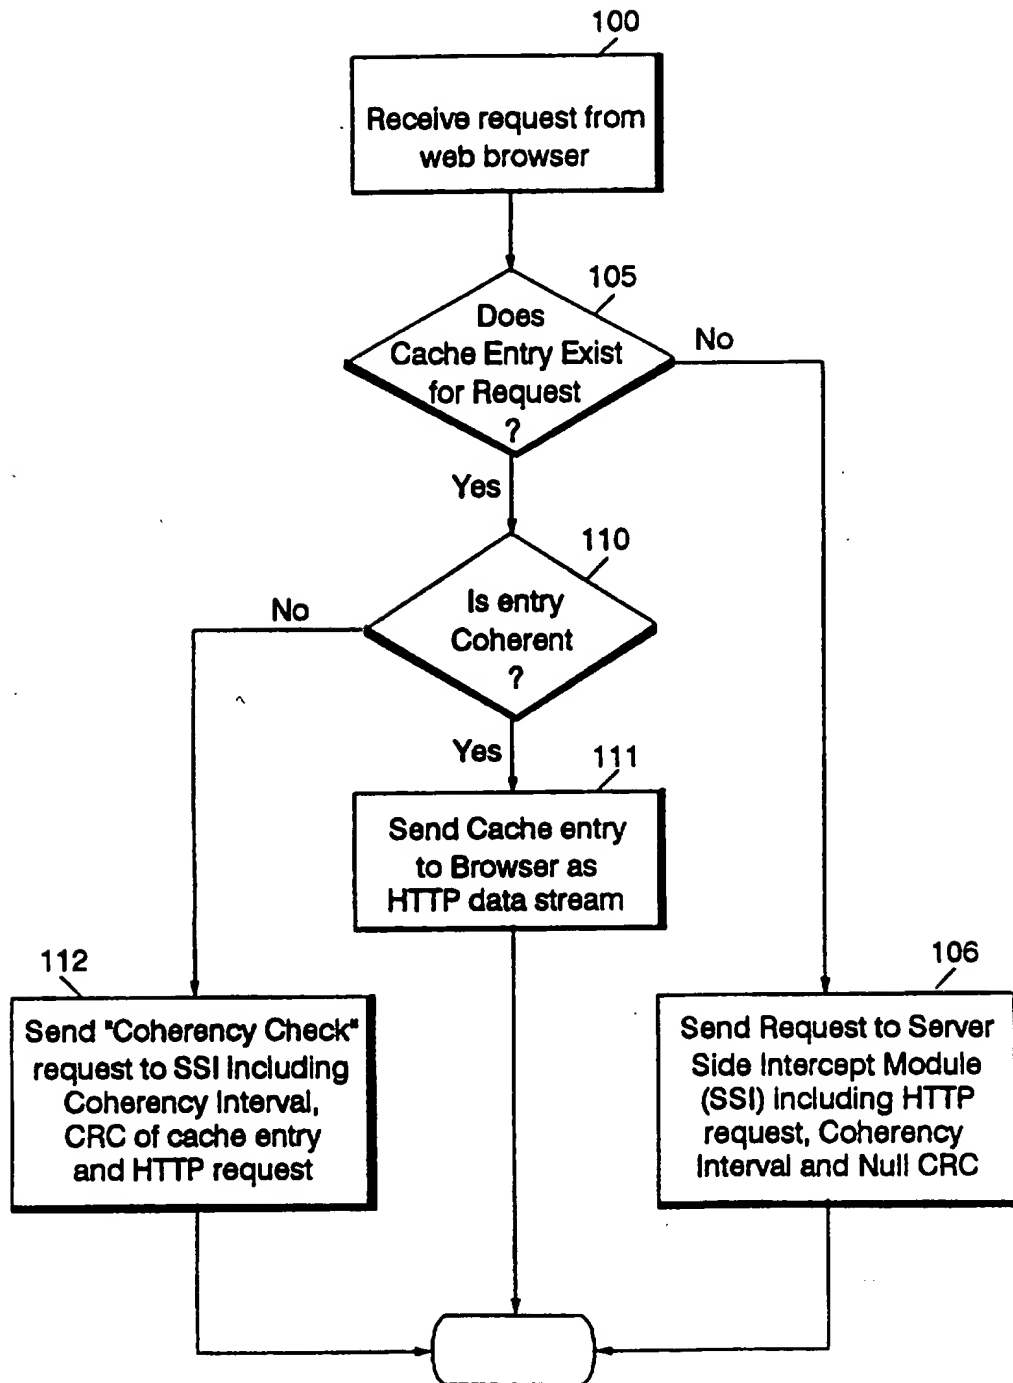 100
Receive request from
web browser
105
Does
Cache Entry Exist
for Request
?
No
Yes
110
Is entry
Coherent
?
No
Yes
111
Send Cache entry
to Browser as
HTTP data stream
112
Send "Coherency Check"
request to SSI Including
Coherency Interval,
CRC of cache entry
and HTTP request
106
Send Request to Server
Side Intercept Module
(SSI) including HTTP
request, Coherency
Interval and Null CRC